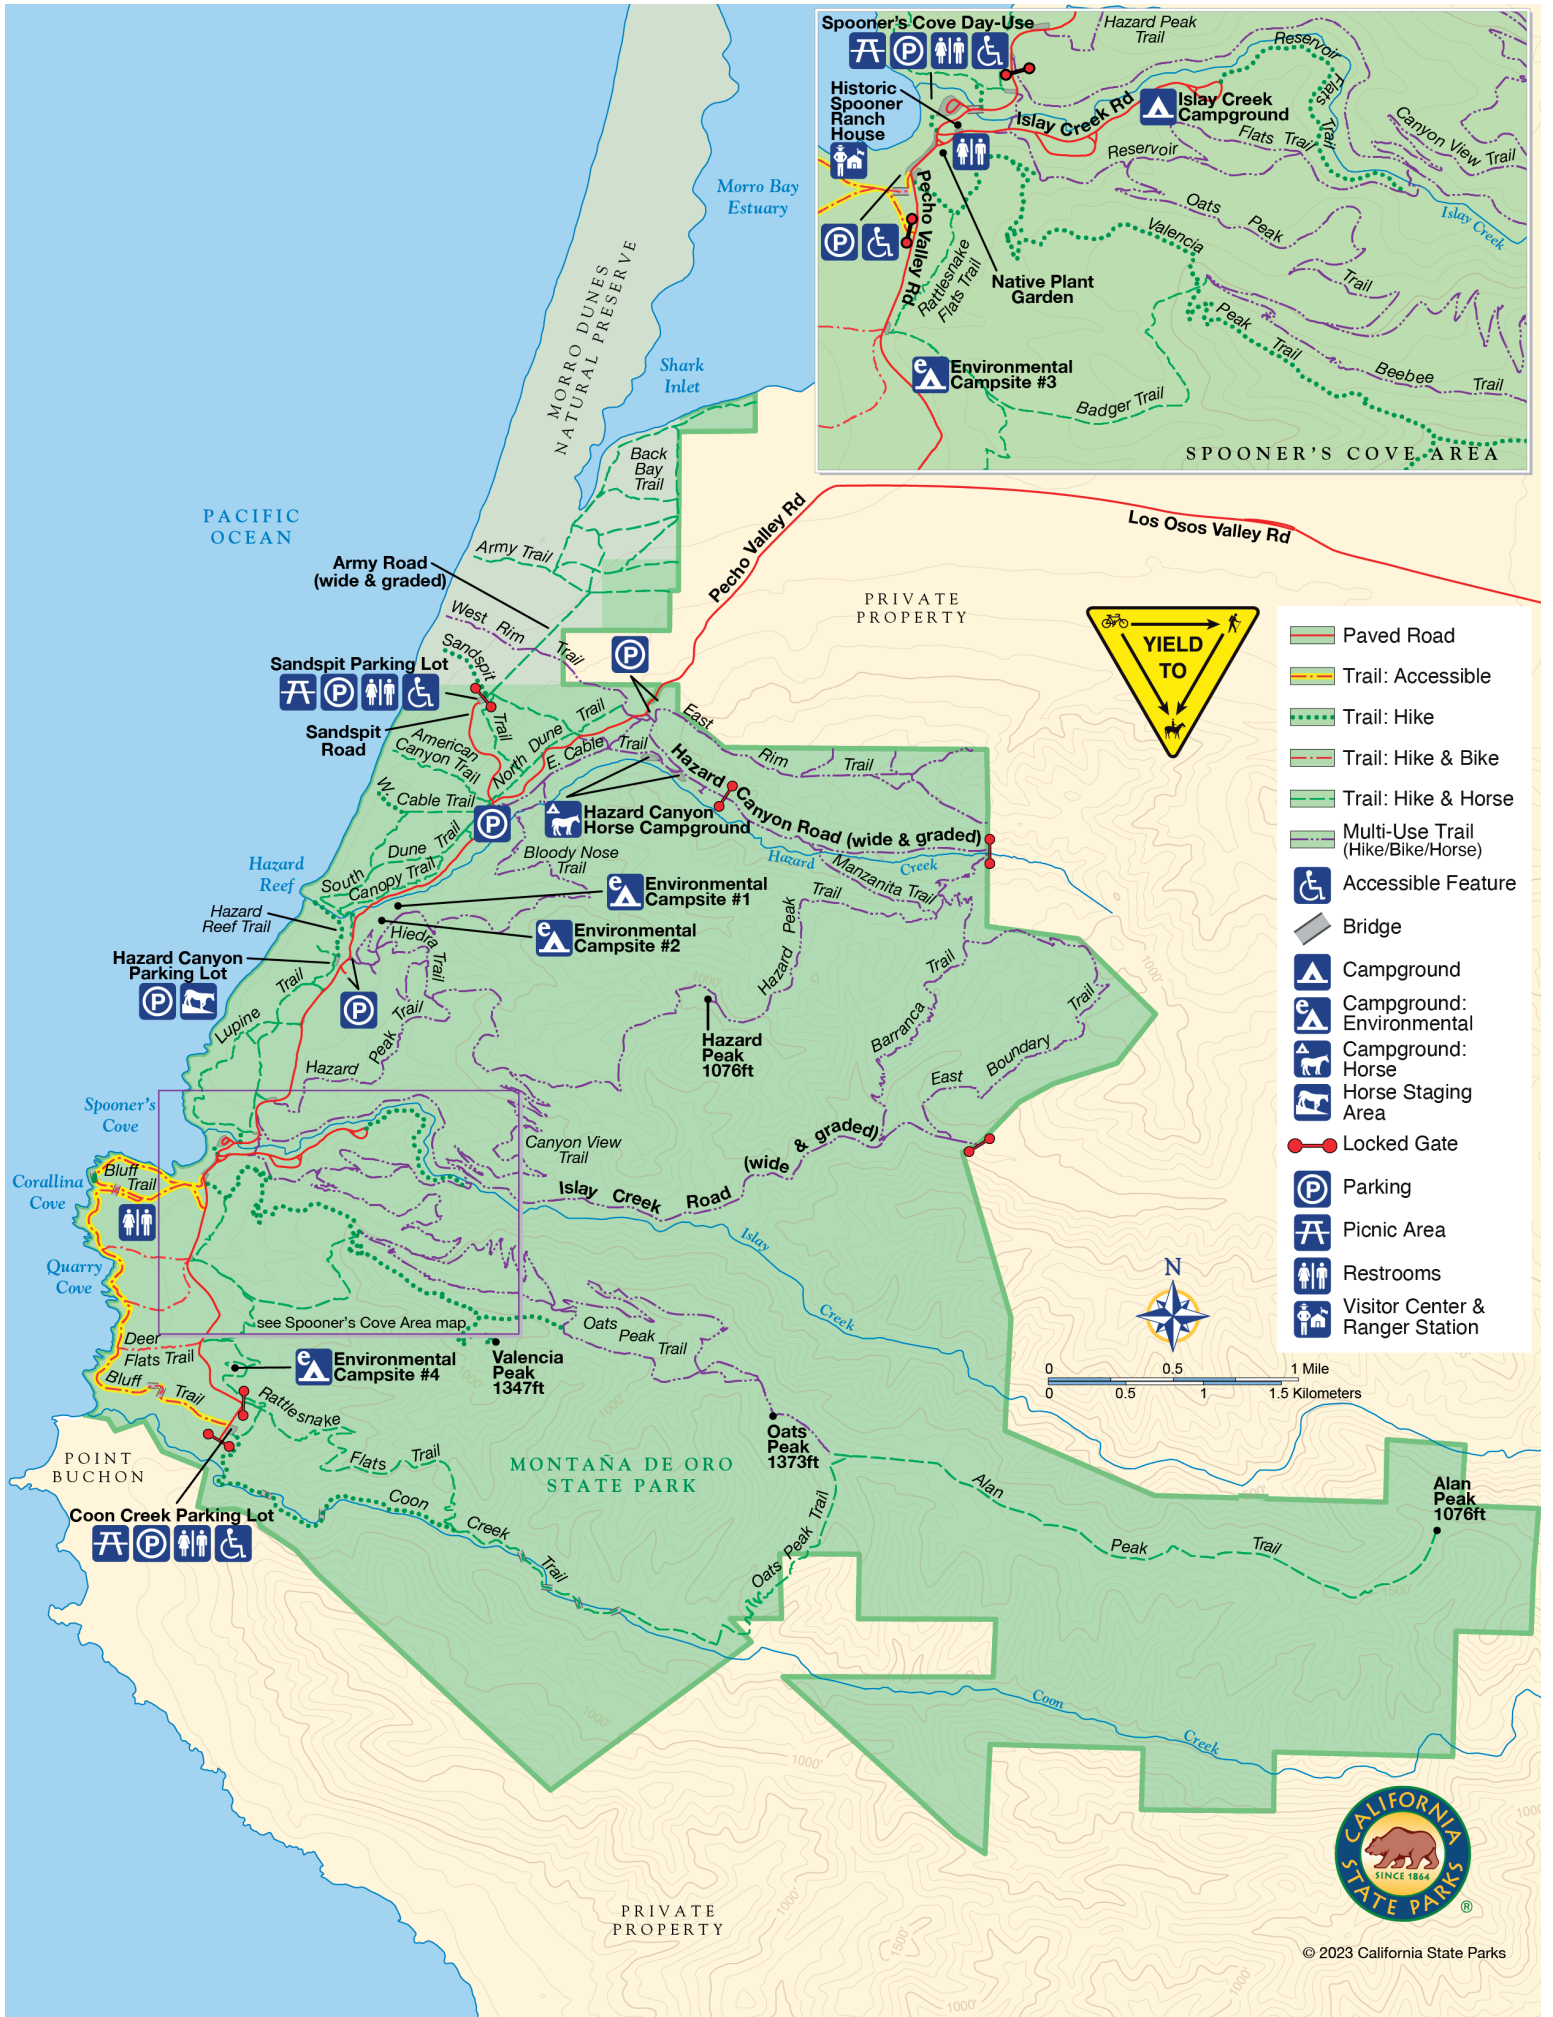 Spooner's Cove Day-Use
Hazard Peak
Trail
Reservoir
Flats
Trail
Historic
Spooner
Ranch
House
Islay Creek Rd
Islay Creek
Campground
Canyon View Trail
Reservoir
Flats Trail
Pecho Valley Rd
Oats
Peak
Trail
Islay Creek
Valencia
Peak
Trail
Rattlesnake
Flats Trail
Native Plant
Garden
Beebee
Trail
e
Environmental
Campsite #3
Badger Trail
SPOONER'S COVE AREA
P
P
Morro Bay
Estuary
MORRO DUNES
NATURAL PRESERVE
Shark
Inlet
Back
Bay
Trail
PACIFIC
OCEAN
Pecho Valley Rd
Los Osos Valley Rd
Army Trail
Army Road
(wide & graded)
PRIVATE
PROPERTY
West Rim
Trail
YIELD
TO
Sandspit
Trail
P
Sandspit Parking Lot
P
Sandspit
Road
American
Canyon Trail
North Dune Trail
E. Cable Trail
East
Rim
Trail
W. Cable Trail
P
Hazard Canyon Road (wide & graded)
Hazard Canyon
Horse Campground
South Dune Trail
Canopy Trail
Bloody Nose
Trail
Hazard
Creek
Manzanita Trail
Hazard
Reef
Hazard
Reef Trail
e
Environmental
Campsite #1
e
Environmental
Campsite #2
Hazard Canyon
Parking Lot
P
P
Hiedra
Trail
Hazard Peak
Trail
1000'
1000'
Lupine
Trail
Hazard
Peak
Trail
Hazard
Peak
1076ft
Barranca
Trail
East
Boundary
Trail
Spooner's
Cove
Canyon View
Trail
Islay Creek Road
(wide & graded)
Corallina
Cove
Bluff
Trail
Quarry
Cove
Islay
Creek
see Spooner's Cove Area map
Oats
Peak
Trail
Deer
Flats Trail
Bluff
Trail
e
Environmental
Campsite #4
Valencia
Peak
1347ft
1000'
1000'
Rattlesnake
Flats
Trail
Oats
Peak
1373ft
POINT
BUCHON
MONTAÑA DE ORO
STATE PARK
Coon Creek Parking Lot
P
Coon
Creek
Trail
Oats Peak Trail
Alan
Peak
Trail
Alan
Peak
1076ft
1500'
Coon
Creek
1000'
1000'
1000'
1500'
1000'
1000'
PRIVATE
PROPERTY
N
0 0.5 1 Mile
0 0.5 1 1.5 Kilometers
Paved Road
Trail: Accessible
Trail: Hike
Trail: Hike & Bike
Trail: Hike & Horse
Multi-Use Trail
(Hike/Bike/Horse)
Accessible Feature
Bridge
Campground
e
Campground:
Environmental
Campground:
Horse
Horse Staging
Area
Locked Gate
P
Parking
Picnic Area
Restrooms
Visitor Center &
Ranger Station
CALIFORNIA
SINCE 1864
STATE PARKS
®
© 2023 California State Parks